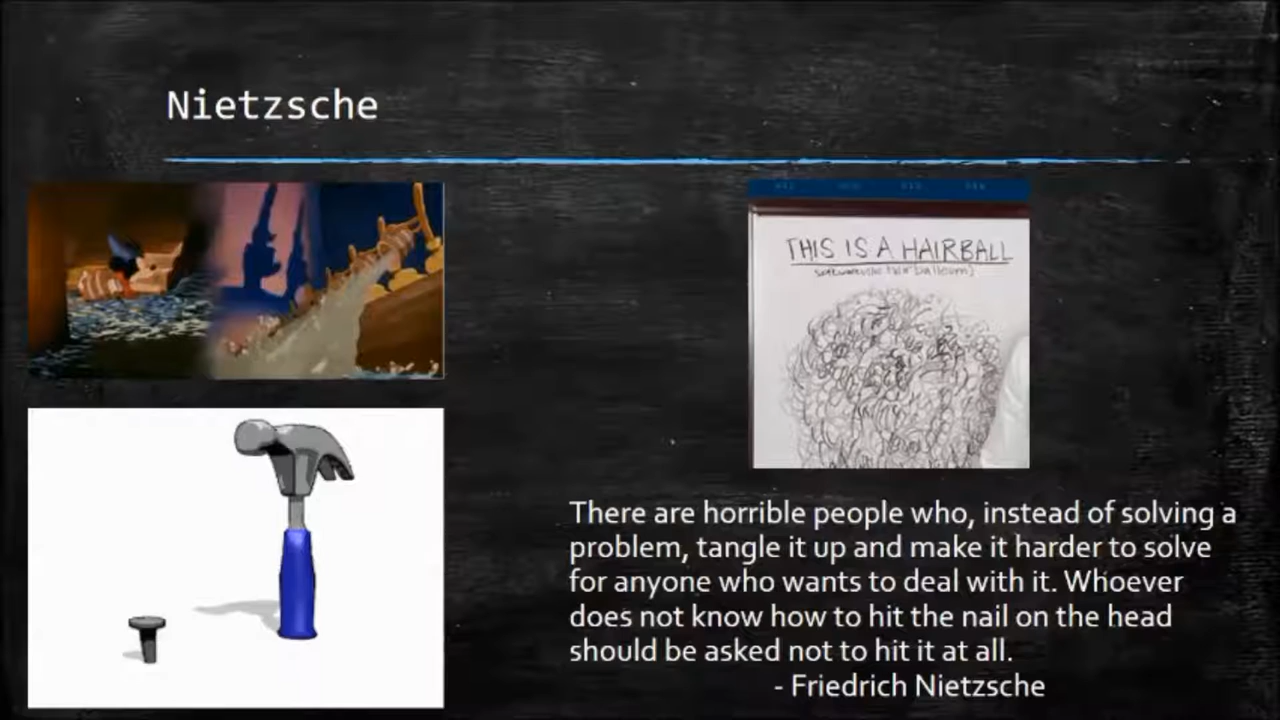 Nietzsche
THIS IS A HAIRBALL
There are horrible people who, instead of solving a
problem, tangle it up and make it harder to solve
for anyone who wants to deal with it. Whoever
does not know how to hit the nail on the head
should be asked not to hit it at all.
- Friedrich Nietzsche